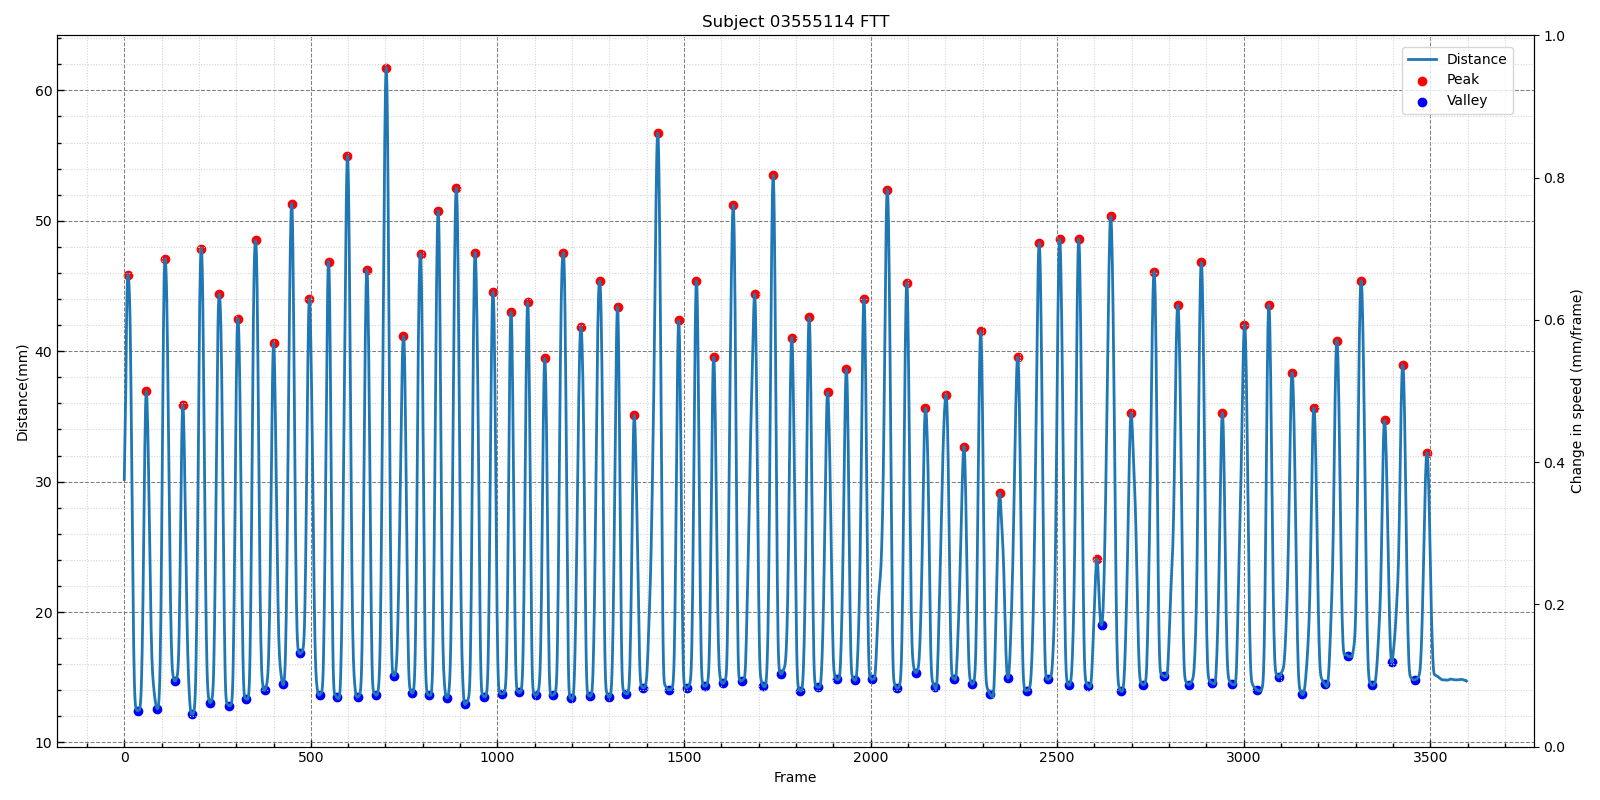 Subject 03555114 FTT
Distance(mm)
60
50
40
30
20
10
0
500
1000
1500
2000
2500
3000
3500
Frame
1.0
0.8
0.6
0.4
0.2
0.0
Change in speed (mm/frame)
Distance
Peak
Valley